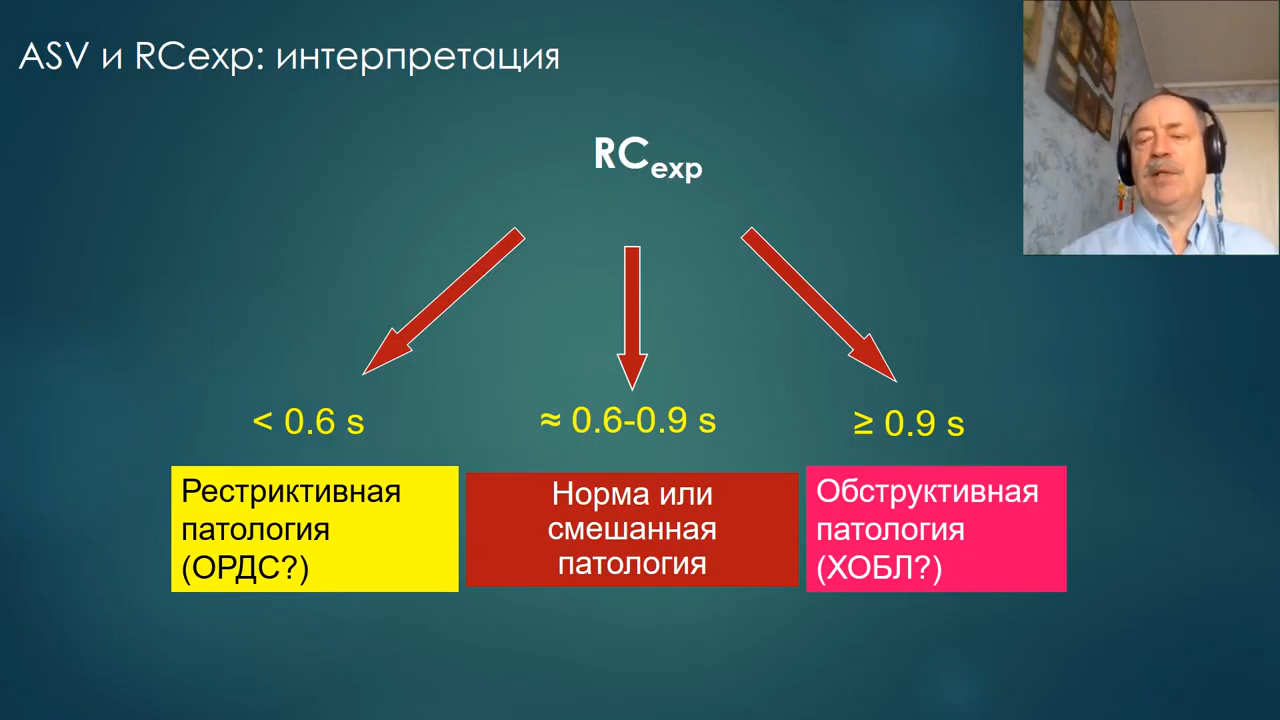 ASV и RCexp: интерпретация
RCexp
< 0.6 s
≈ 0.6-0.9 s
≥ 0.9 s
Рестриктивная
патология
(ОРДС?)
Норма или
смешанная
патология
Обструктивная
патология
(ХОБЛ?)